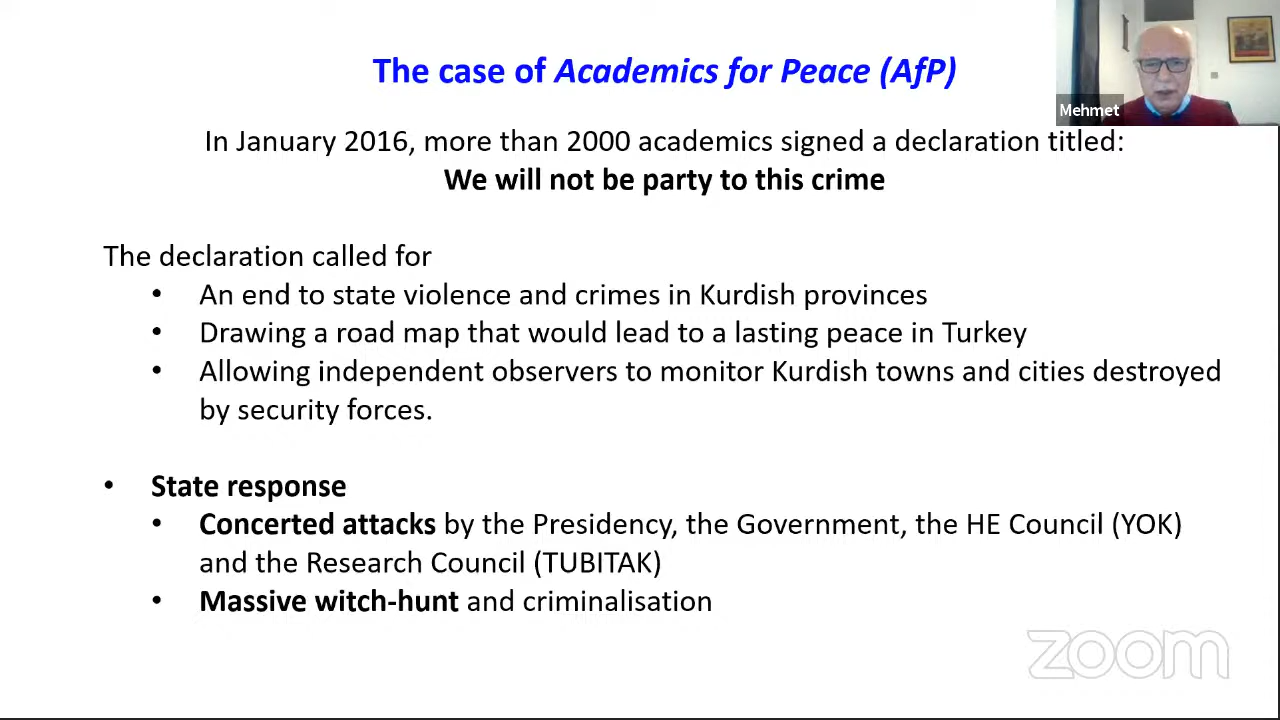 The case of Academics for Peace (AfP)
Mehmet
In January 2016, more than 2000 academics signed a declaration titled:
We will not be party to this crime
The declaration called for
• An end to state violence and crimes in Kurdish provinces
• Drawing a road map that would lead to a lasting peace in Turkey
• Allowing independent observers to monitor Kurdish towns and cities destroyed
by security forces.
• State response
• Concerted attacks by the Presidency, the Government, the HE Council (YOK)
and the Research Council (TUBITAK)
• Massive witch-hunt and criminalisation
zoom